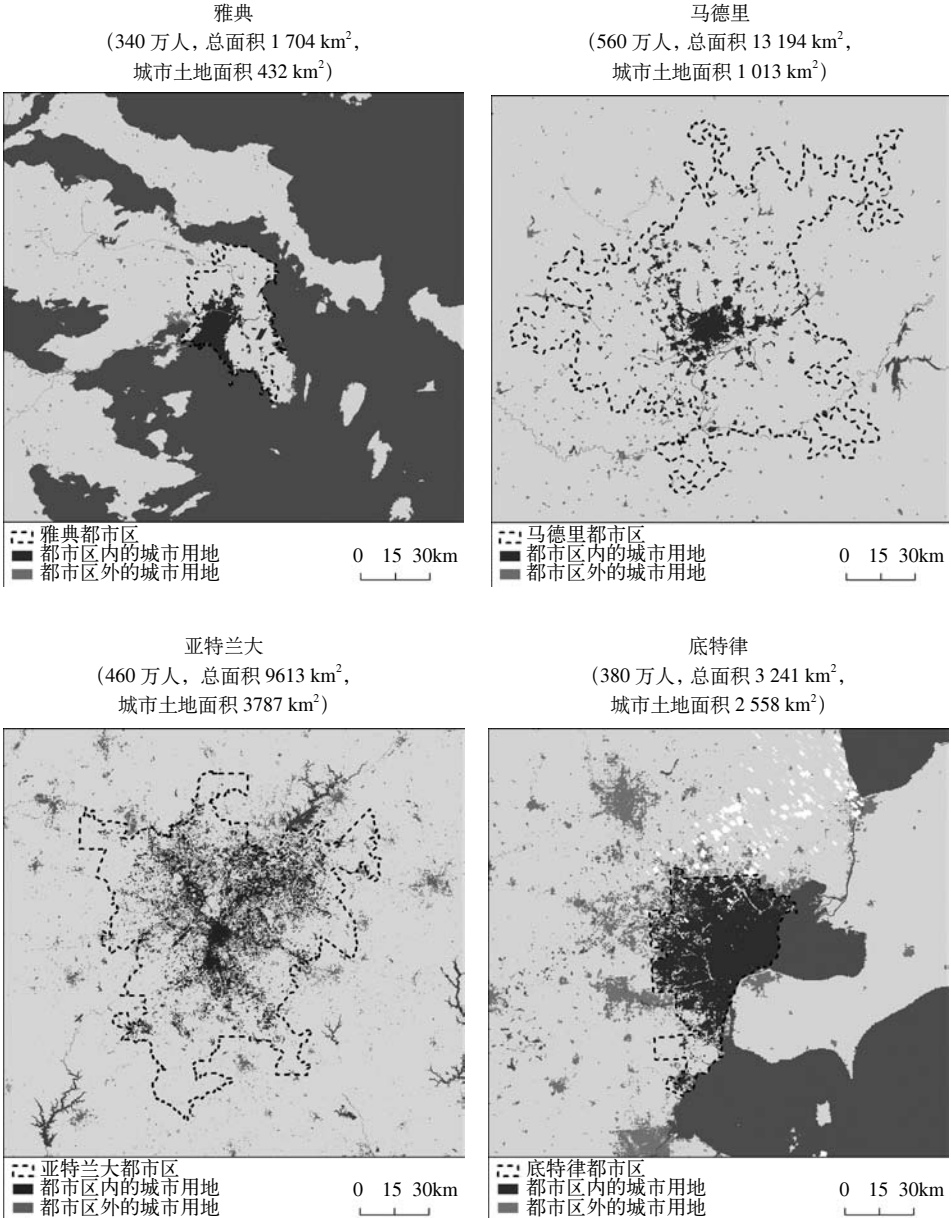 雅典
(340 万人, 总面积 1 704 km²,
城市土地面积 432 km²)
马德里
(560 万人, 总面积 13 194 km²,
城市土地面积 1 013 km²)
雅典都市区
都市区内的城市用地
都市区外的城市用地
0 15 30km
马德里都市区
都市区内的城市用地
都市区外的城市用地
0 15 30km
亚特兰大
(460 万人, 总面积 9613 km²,
城市土地面积 3787 km²)
底特律
(380 万人, 总面积 3 241 km²,
城市土地面积 2 558 km²)
亚特兰大都市区
都市区内的城市用地
都市区外的城市用地
0 15 30km
底特律都市区
都市区内的城市用地
都市区外的城市用地
0 15 30km